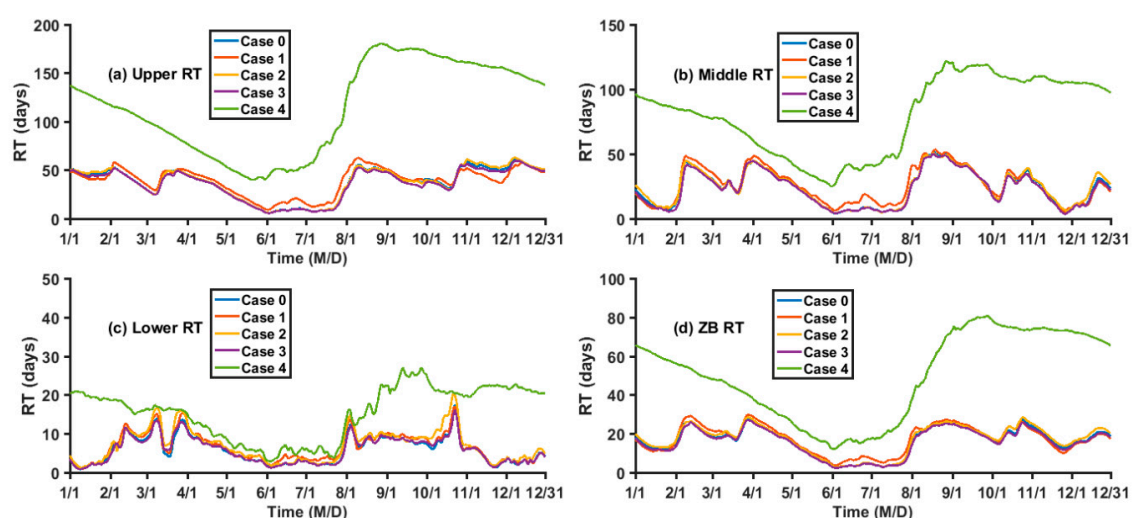 200
150
100
50
0
RT (days)
(a) Upper RT
Case 0
Case 1
Case 2
Case 3
Case 4
1/1 2/1 3/1 4/1 5/1 6/1 7/1 8/1 9/1 10/1 11/1 12/1 12/31
Time (M/D)
150
100
50
0
RT (days)
(b) Middle RT
Case 0
Case 1
Case 2
Case 3
Case 4
1/1 2/1 3/1 4/1 5/1 6/1 7/1 8/1 9/1 10/1 11/1 12/1 12/31
Time (M/D)
50
40
30
20
10
0
RT (days)
(c) Lower RT
Case 0
Case 1
Case 2
Case 3
Case 4
1/1 2/1 3/1 4/1 5/1 6/1 7/1 8/1 9/1 10/1 11/1 12/1 12/31
Time (M/D)
100
80
60
40
20
0
RT (days)
(d) ZB RT
Case 0
Case 1
Case 2
Case 3
Case 4
1/1 2/1 3/1 4/1 5/1 6/1 7/1 8/1 9/1 10/1 11/1 12/1 12/31
Time (M/D)